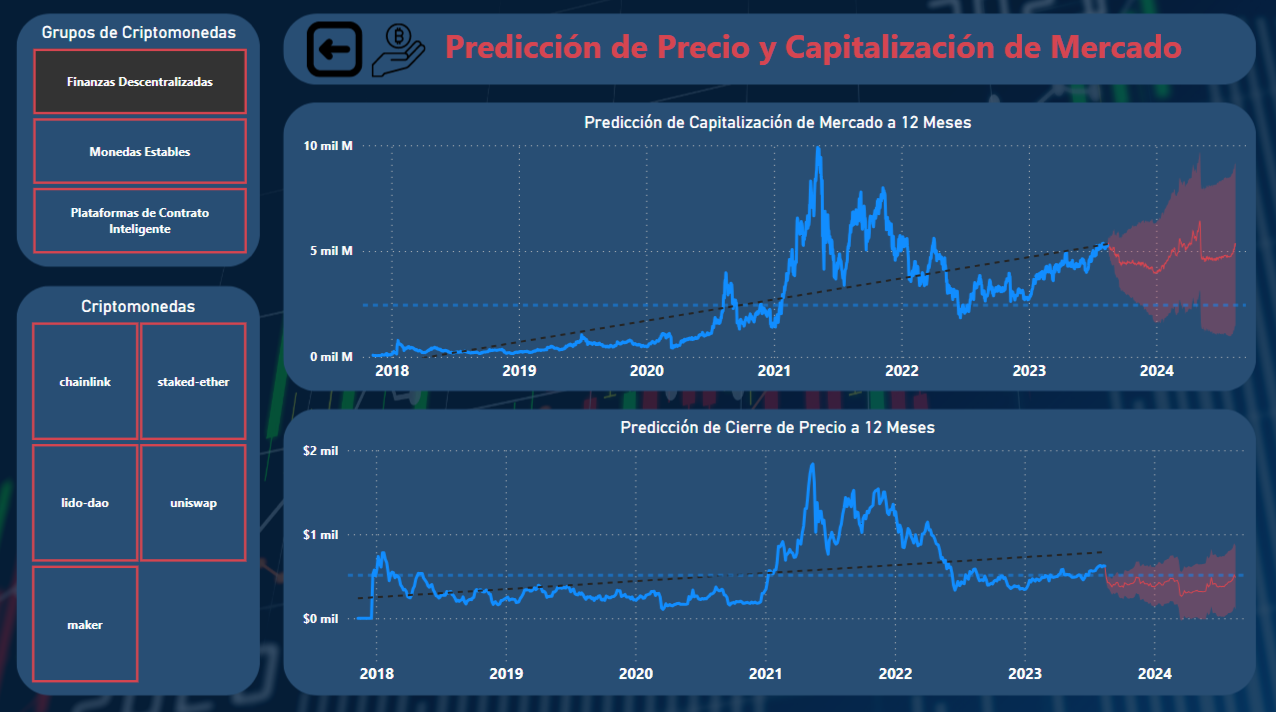 Grupos de Criptomonedas
Finanzas Descentralizadas
Monedas Estables
Plataformas de Contrato
Inteligente
Criptomonedas
chainlink
staked-ether
lido-dao
uniswap
maker
Predicción de Precio y Capitalización de Mercado
Predicción de Capitalización de Mercado a 12 Meses
10 mil M
5 mil M
0 mil M
2018 2019 2020 2021 2022 2023 2024
Predicción de Cierre de Precio a 12 Meses
$2 mil
$1 mil
$0 mil
2018 2019 2020 2021 2022 2023 2024